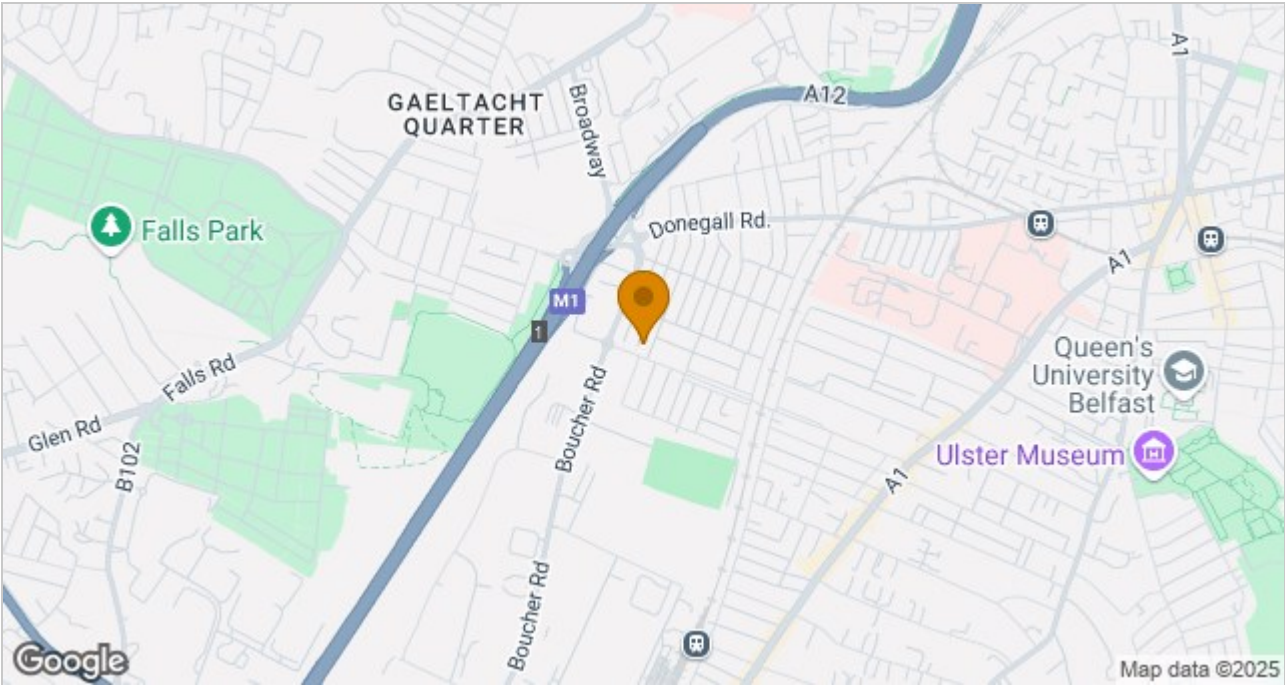 A12
A1
GAELTACHT
QUARTER
Broadway
Donegall Rd.
Falls Park
A1
M1
1
Falls Rd
Boucher Rd
Queen's
University
Belfast
Glen Rd
B102
Ulster Museum
A1
Boucher Rd
Google
Map data ©2025